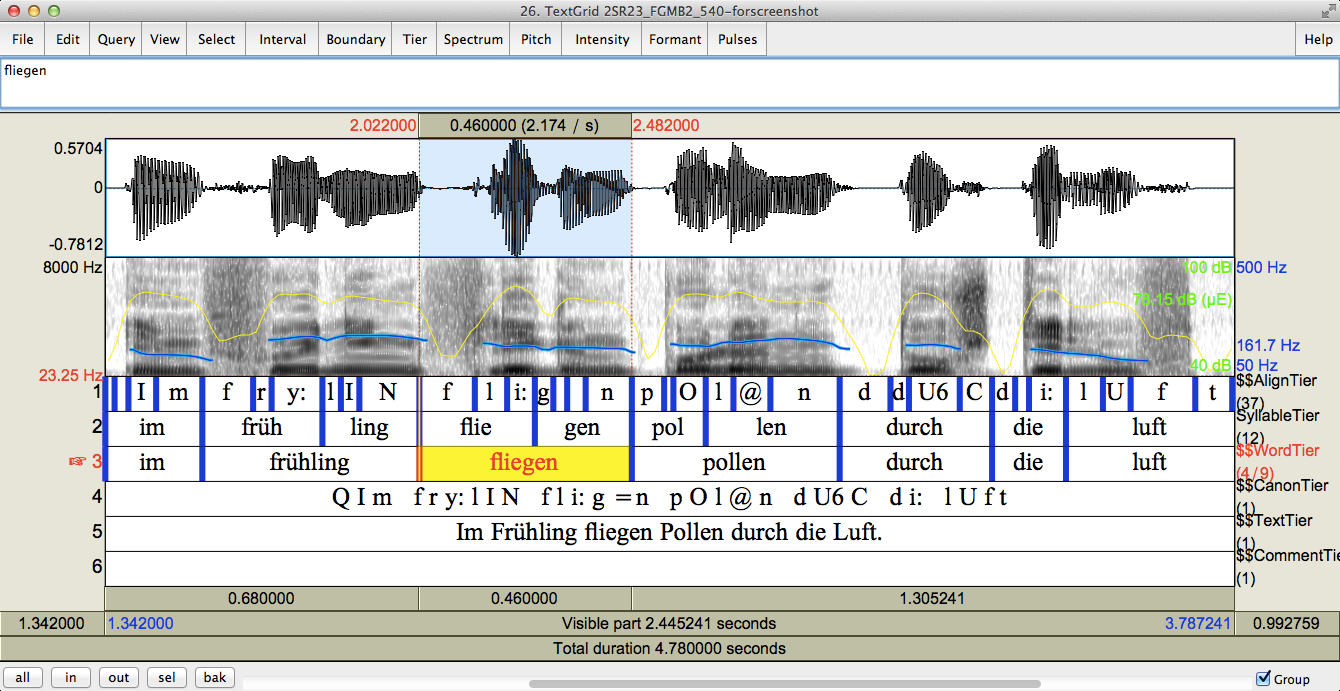 26. TextGrid 2SR23_FGMB2_540-forscreenshot
File Edit Query View Select Interval Boundary Tier Spectrum Pitch Intensity Formant Pulses Help
fliegen
2.022000 0.460000 (2.174 / s) 2.482000
0.5704
0
-0.7812
8000 Hz 100 dB 500 Hz
161.7 Hz
23.25 Hz 40 dB 50 Hz
1 I m f r y: l I N f l i: g n p O l @ n d d U6 C d i: l U f t $$AlignTier
(37)
2 im früh ling flie gen pol len durch die luft SyllableTier
(12)
☞ 3 im frühling fliegen pollen durch die luft $$WordTier
(4/9)
4 Q I m f r y: l I N f l i: g =n p O l @ n d U6 C d i: l U f t $$CanonTier
(1)
5 Im Frühling fliegen Pollen durch die Luft. $$TextTier
(1)
6 $$CommentTie
(1)
0.680000 0.460000 1.305241
1.342000 1.342000 Visible part 2.445241 seconds 3.787241 0.992759
Total duration 4.780000 seconds
all in out sel bak Group